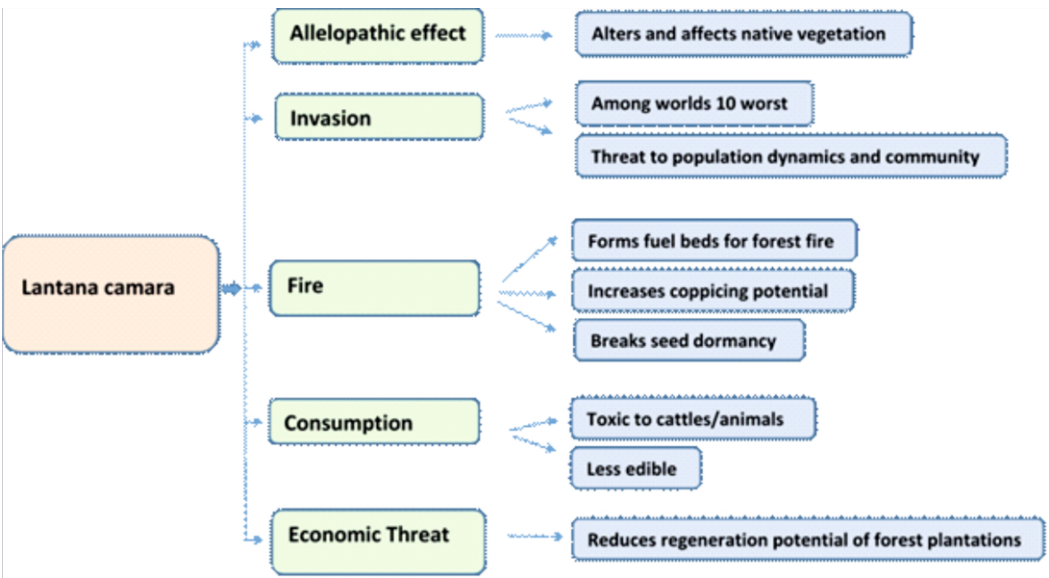 Allelopathic effect
Alters and affects native vegetation
Invasion
Among worlds 10 worst
Threat to population dynamics and community
Lantana camara
Fire
Forms fuel beds for forest fire
Increases coppicing potential
Breaks seed dormancy
Consumption
Toxic to cattles/animals
Less edible
Economic Threat
Reduces regeneration potential of forest plantations